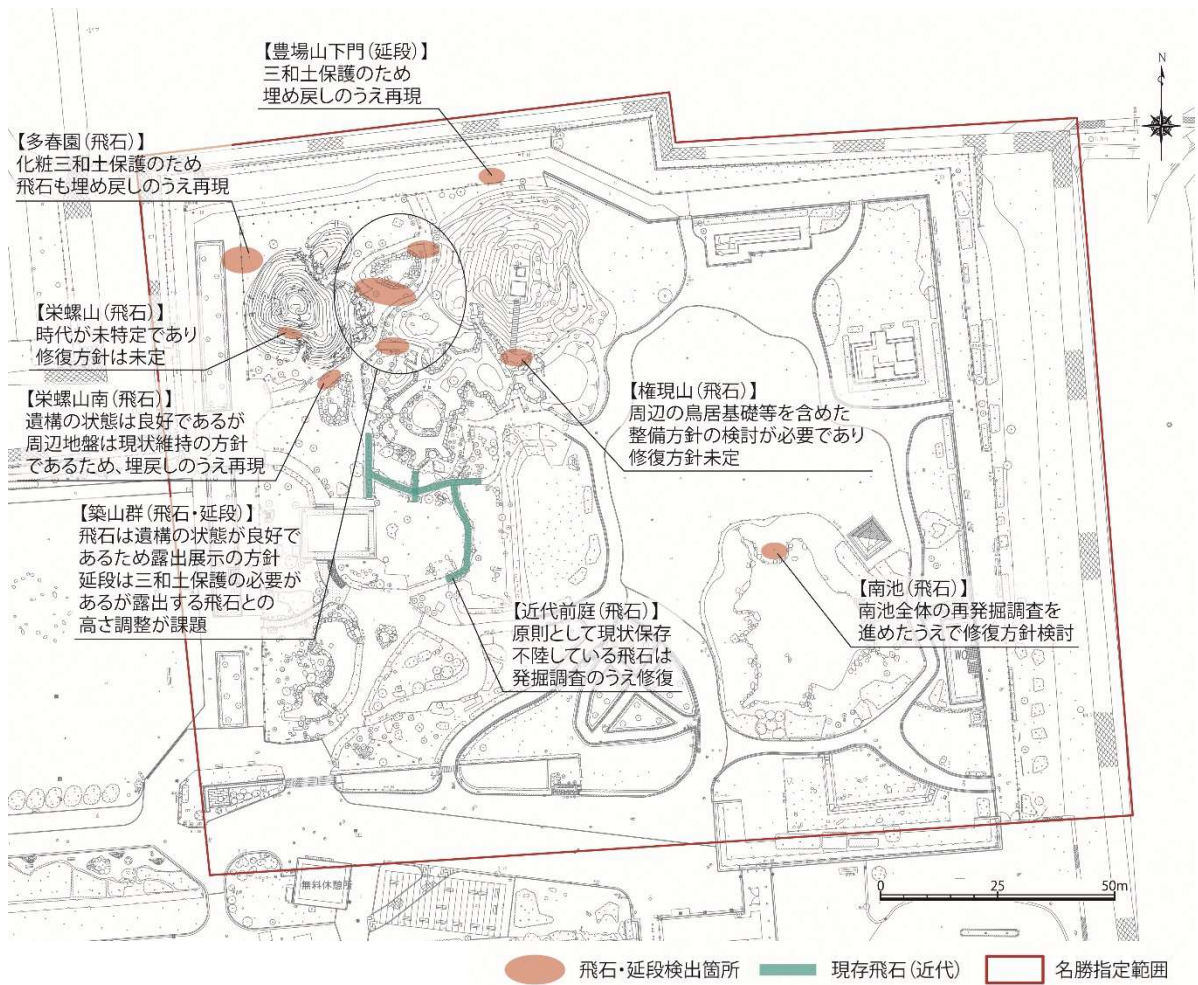 【豊場山下門(延段)】
三和土保護のため
埋め戻しのうえ再現
N
【多春園(飛石)】
化粧三和土保護のため
飛石も埋め戻しのうえ再現
【栄螺山(飛石)】
時代が未特定であり
修復方針は未定
【栄螺山南(飛石)】
遺構の状態は良好であるが
周辺地盤は現状維持の方針
であるため、埋戻しのうえ再現
【権現山(飛石)】
周辺の鳥居基礎等を含めた
整備方針の検討が必要であり
修復方針未定
【築山群(飛石・延段)】
飛石は遺構の状態が良好で
あるため露出展示の方針
延段は三和土保護の必要が
あるが露出する飛石との
高さ調整が課題
【近代前庭(飛石)】
原則として現状保存
不陸している飛石は
発掘調査のうえ修復
【南池(飛石)】
南池全体の再発掘調査を
進めたうえで修復方針検討
WC
無料休憩所
0 25 50m
飛石・延段検出箇所 現存飛石(近代) 名勝指定範囲